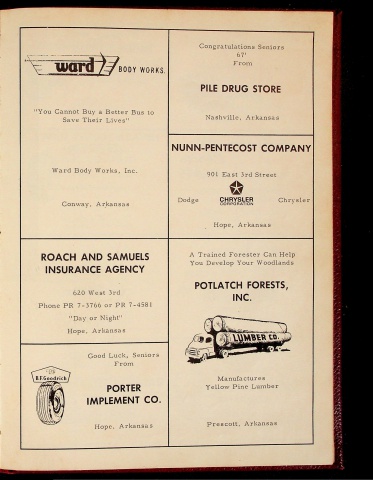 ward BODY WORKS.
"You Cannot Buy a Better Bus to
Save Their Lives"
Ward Body Works, Inc.
Conway, Arkansas
Congratulations Seniors
67'
From
PILE DRUG STORE
Nashville, Arkansas
NUNN-PENTECOST COMPANY
901 East 3rd Street
Dodge CHRYSLER CORPORATION Chrysler
Hope, Arkansas
ROACH AND SAMUELS
INSURANCE AGENCY
620 West 3rd
Phone PR 7-3766 or PR 7-4581
"Day or Night"
Hope, Arkansas
A Trained Forester Can Help
You Develop Your Woodlands
POTLATCH FORESTS,
INC.
LUMBER CO.
Manufactures
Yellow Pine Lumber
Prescott, Arkansas
Good Luck, Seniors
From
B.F.Goodrich
PORTER
IMPLEMENT CO.
Hope, Arkansas